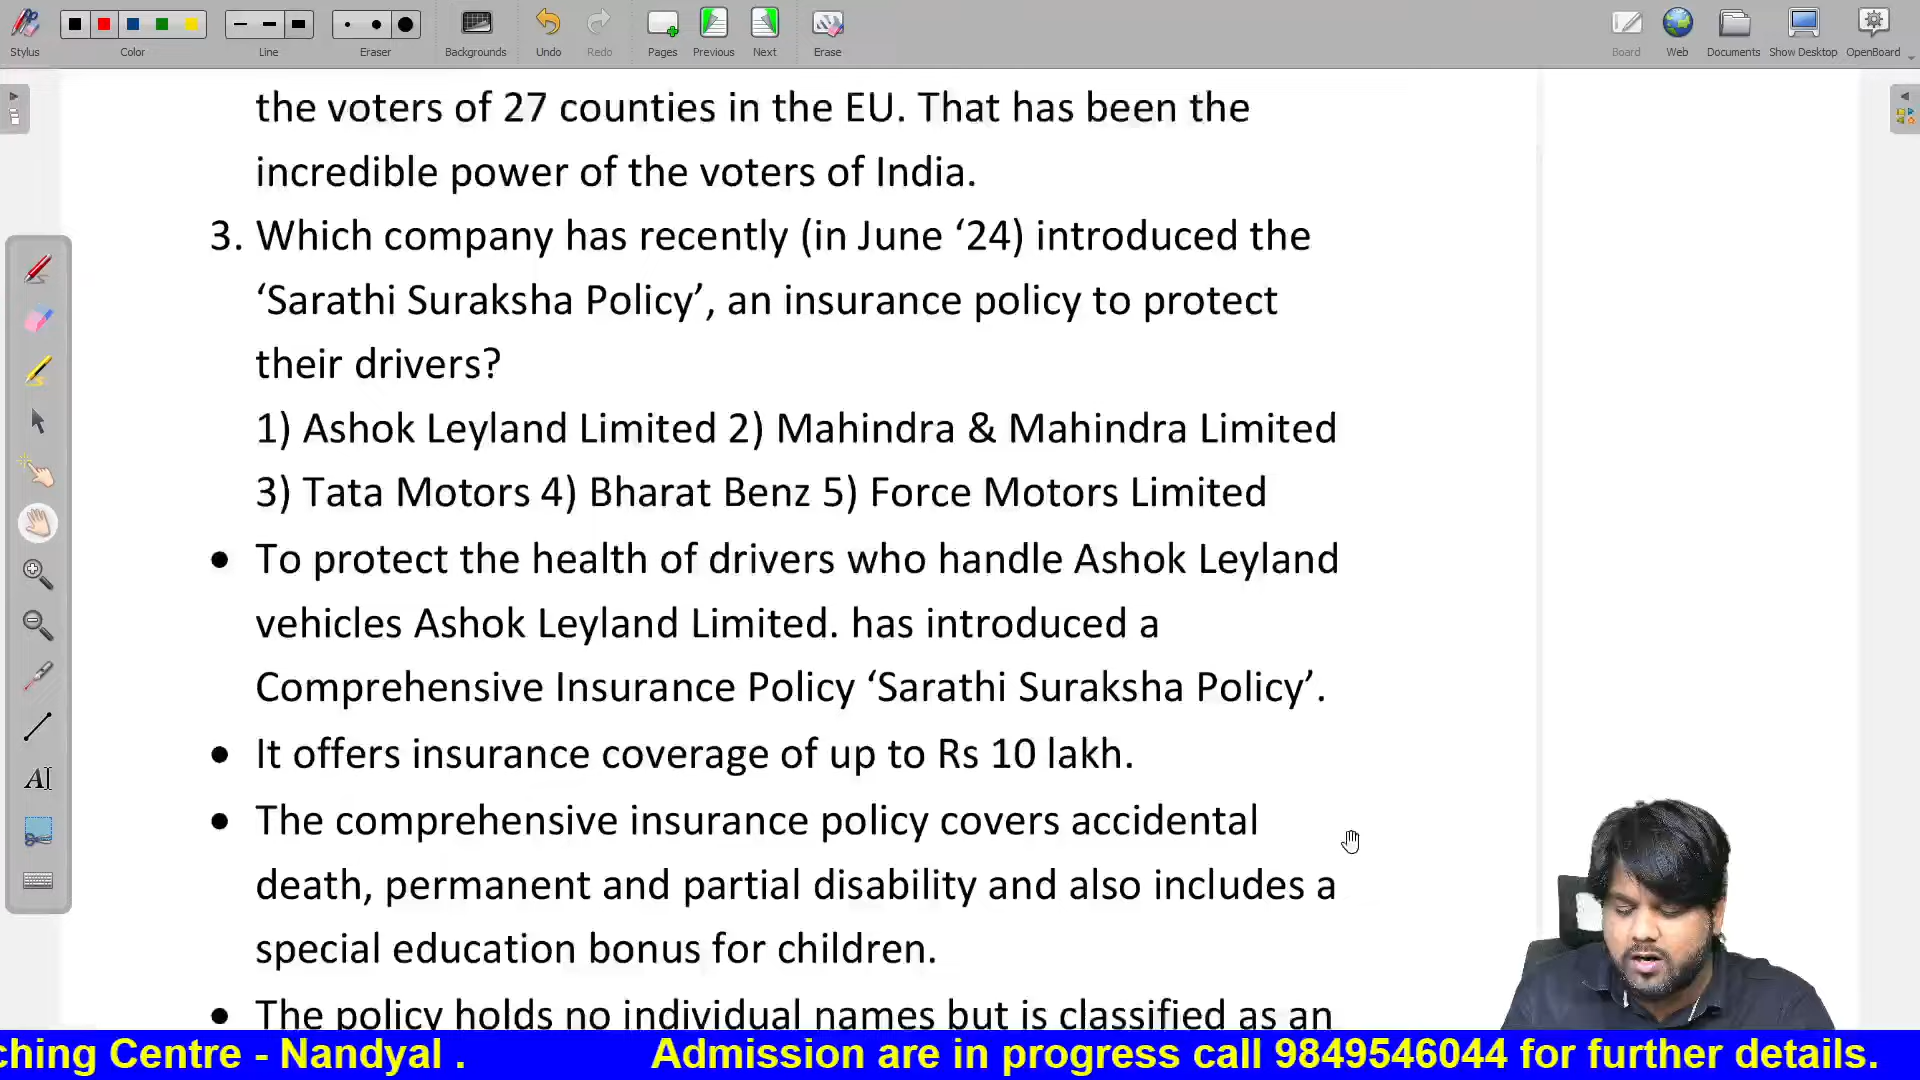 Stylus
Color
Line
Eraser
Backgrounds
Undo
Redo
Pages
Previous
Next
Erase
Board
Web
Documents
Show Desktop
OpenBoard
the voters of 27 counties in the EU. That has been the
incredible power of the voters of India.
3. Which company has recently (in June ‘24) introduced the
‘Sarathi Suraksha Policy’, an insurance policy to protect
their drivers?
1) Ashok Leyland Limited 2) Mahindra & Mahindra Limited
3) Tata Motors 4) Bharat Benz 5) Force Motors Limited
• To protect the health of drivers who handle Ashok Leyland
vehicles Ashok Leyland Limited. has introduced a
Comprehensive Insurance Policy ‘Sarathi Suraksha Policy’.
• It offers insurance coverage of up to Rs 10 lakh.
• The comprehensive insurance policy covers accidental
death, permanent and partial disability and also includes a
special education bonus for children.
• The policy holds no individual names but is classified as an
ching Centre - Nandyal . Admission are in progress call 9849546044 for further details.